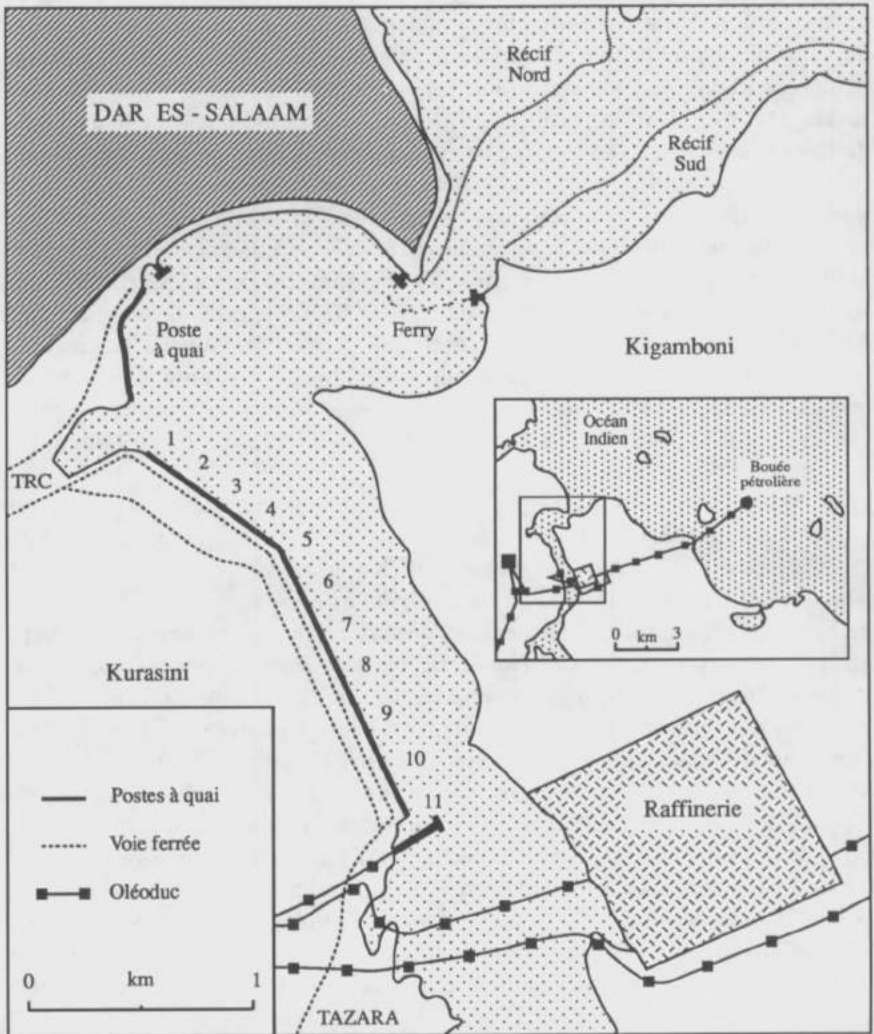 Récif
Nord
DAR ES - SALAAM
Récif
Sud
Poste
à quai
Ferry
Kigamboni
Océan
Indien
Bouée
pétrolière
0 km 3
1
2
3
4
5
6
7
8
9
10
11
TRC
Kurasini
Postes à quai
Voie ferrée
Oléoduc
0 km 1
Raffinerie
TAZARA